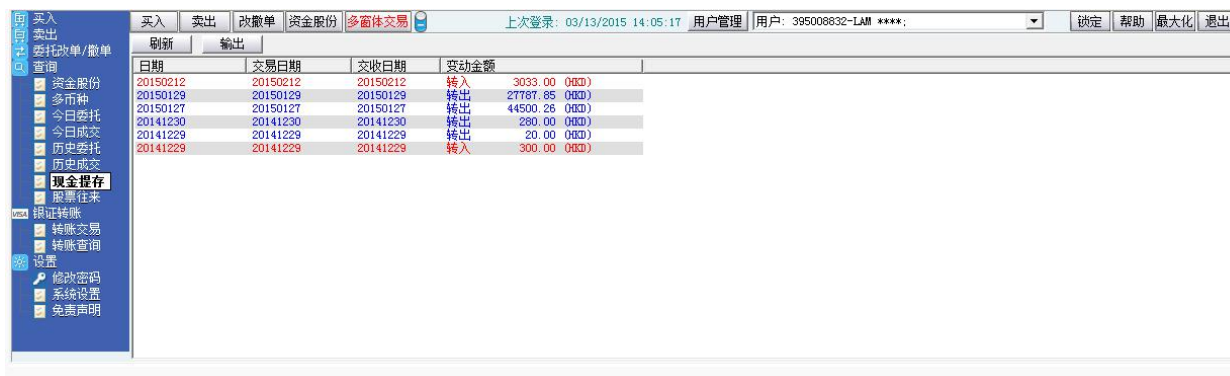 买入 卖出 改撤单 资金股份 多窗体交易 上次登录: 03/13/2015 14:05:17 用户管理 用户: 395008832-LAM ****; 锁定 帮助 最大化 退出
刷新 输出
买入
卖出
委托改单/撤单
查询
资金股份
多币种
今日委托
今日成交
历史委托
历史成交
现金提存
股票往来
VISA 银证转账
转账交易
转账查询
设置
修改密码
系统设置
免责声明
日期 交易日期 交收日期 变动金额
20150212 20150212 20150212 转入 3033.00 (HKD)
20150129 20150129 20150129 转出 27787.85 (HKD)
20150127 20150127 20150127 转出 44500.26 (HKD)
20141230 20141230 20141230 转出 280.00 (HKD)
20141229 20141229 20141229 转出 20.00 (HKD)
20141229 20141229 20141229 转入 300.00 (HKD)